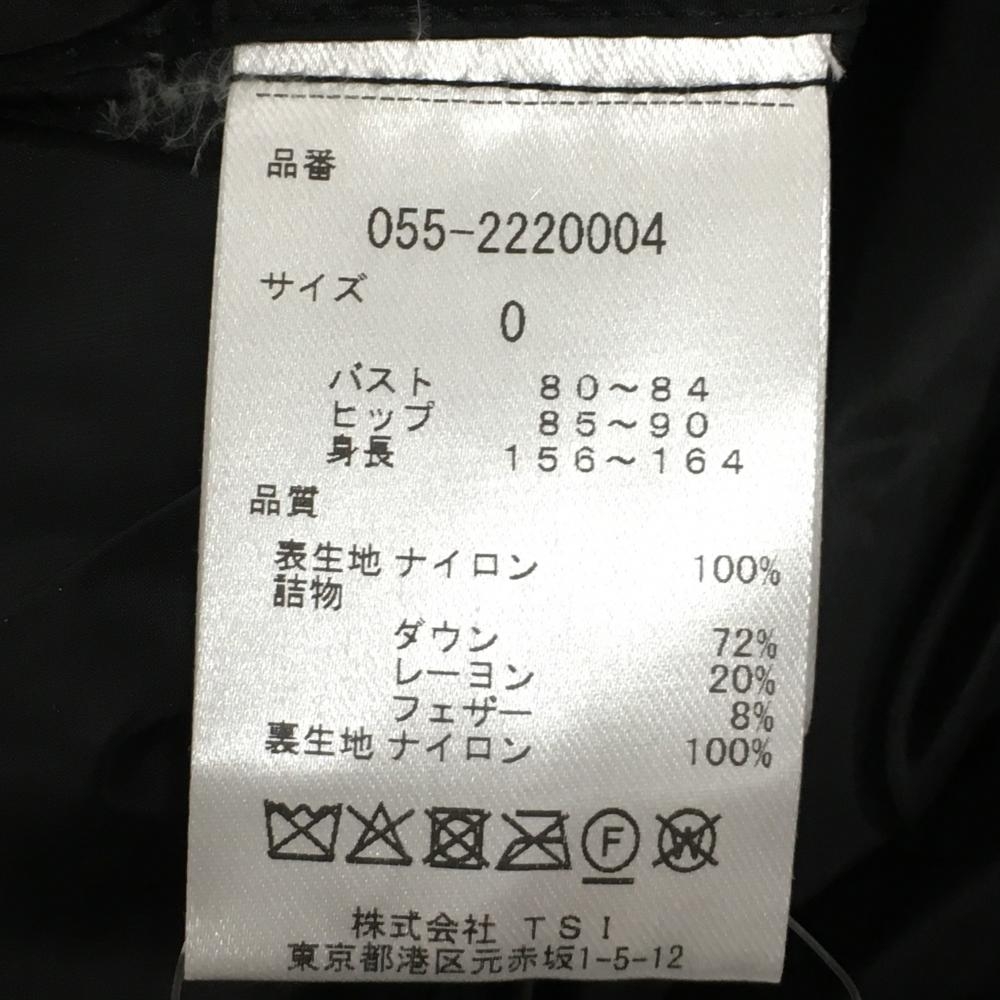 品番
055-2220004
サイズ
0
バスト 80~84
ヒップ 85~90
身長 156~164
品質
表生地 ナイロン 100%
詰物
ダウン 72%
レーヨン 20%
フェザー 8%
裏生地 ナイロン 100%
F W
株式会社 TSI
東京都港区元赤坂1-5-12